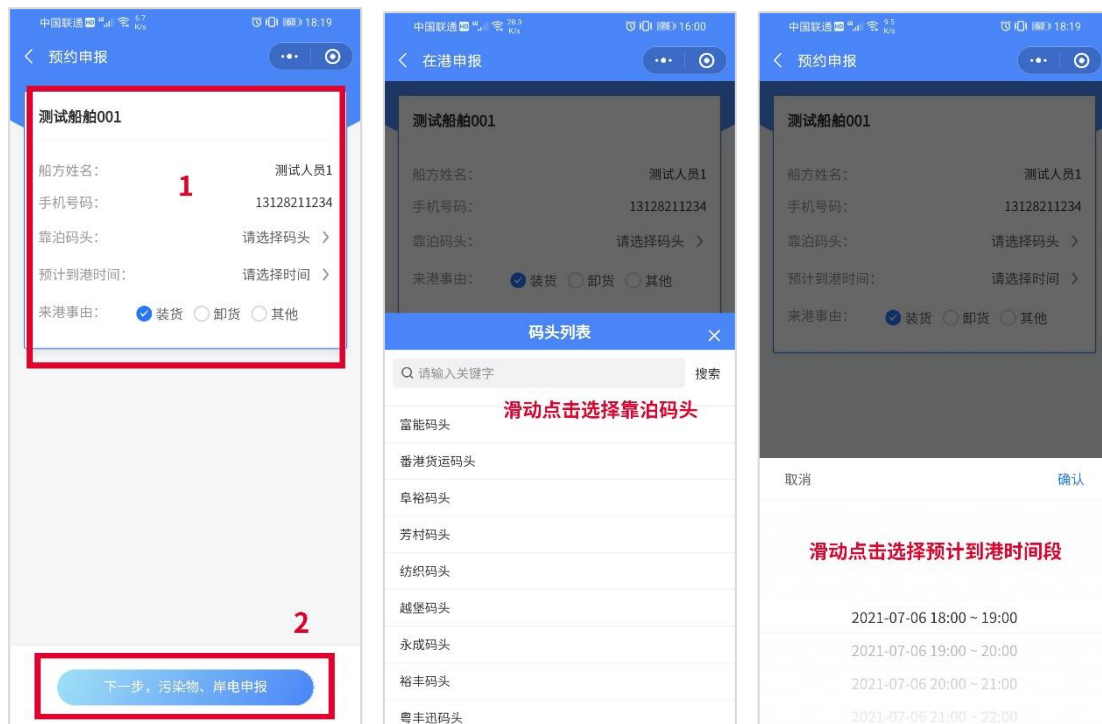 中国联通 HD 4G 6.7 K/s 60 18:19
预约申报
测试船舶001
船方姓名：
测试人员1
1
手机号码：
13128211234
靠泊码头：
请选择码头
预计到港时间：
请选择时间
来港事由：
装货
卸货
其他
2
下一步，污染物、岸电申报
中国联通 HD 4G 28.3 K/s 16:00
在港申报
测试船舶001
船方姓名：
测试人员1
手机号码：
13128211234
靠泊码头：
请选择码头
来港事由：
装货
卸货
其他
码头列表
请输入关键字
搜索
滑动点击选择靠泊码头
富能码头
番港货运码头
阜裕码头
芳村码头
纺织码头
越堡码头
永成码头
裕丰码头
粤丰迅码头
中国联通 HD 4G 9.5 K/s 60 18:19
预约申报
测试船舶001
船方姓名：
测试人员1
手机号码：
13128211234
靠泊码头：
请选择码头
预计到港时间：
请选择时间
来港事由：
装货
卸货
其他
取消
确认
滑动点击选择预计到港时间段
2021-07-06 18:00 ~ 19:00
2021-07-06 19:00 ~ 20:00
2021-07-06 20:00 ~ 21:00
2021-07-06 21:00 ~ 22:00